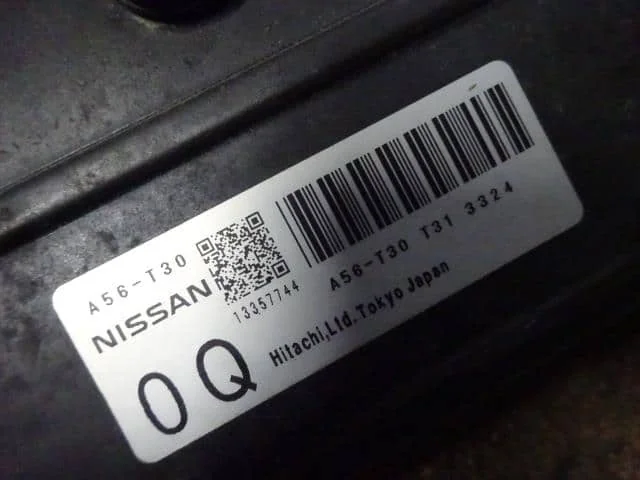 A56-T30
NISSAN
13357744
A56-T30 T31 3324
0Q
Hitachi,Ltd.Tokyo Japan